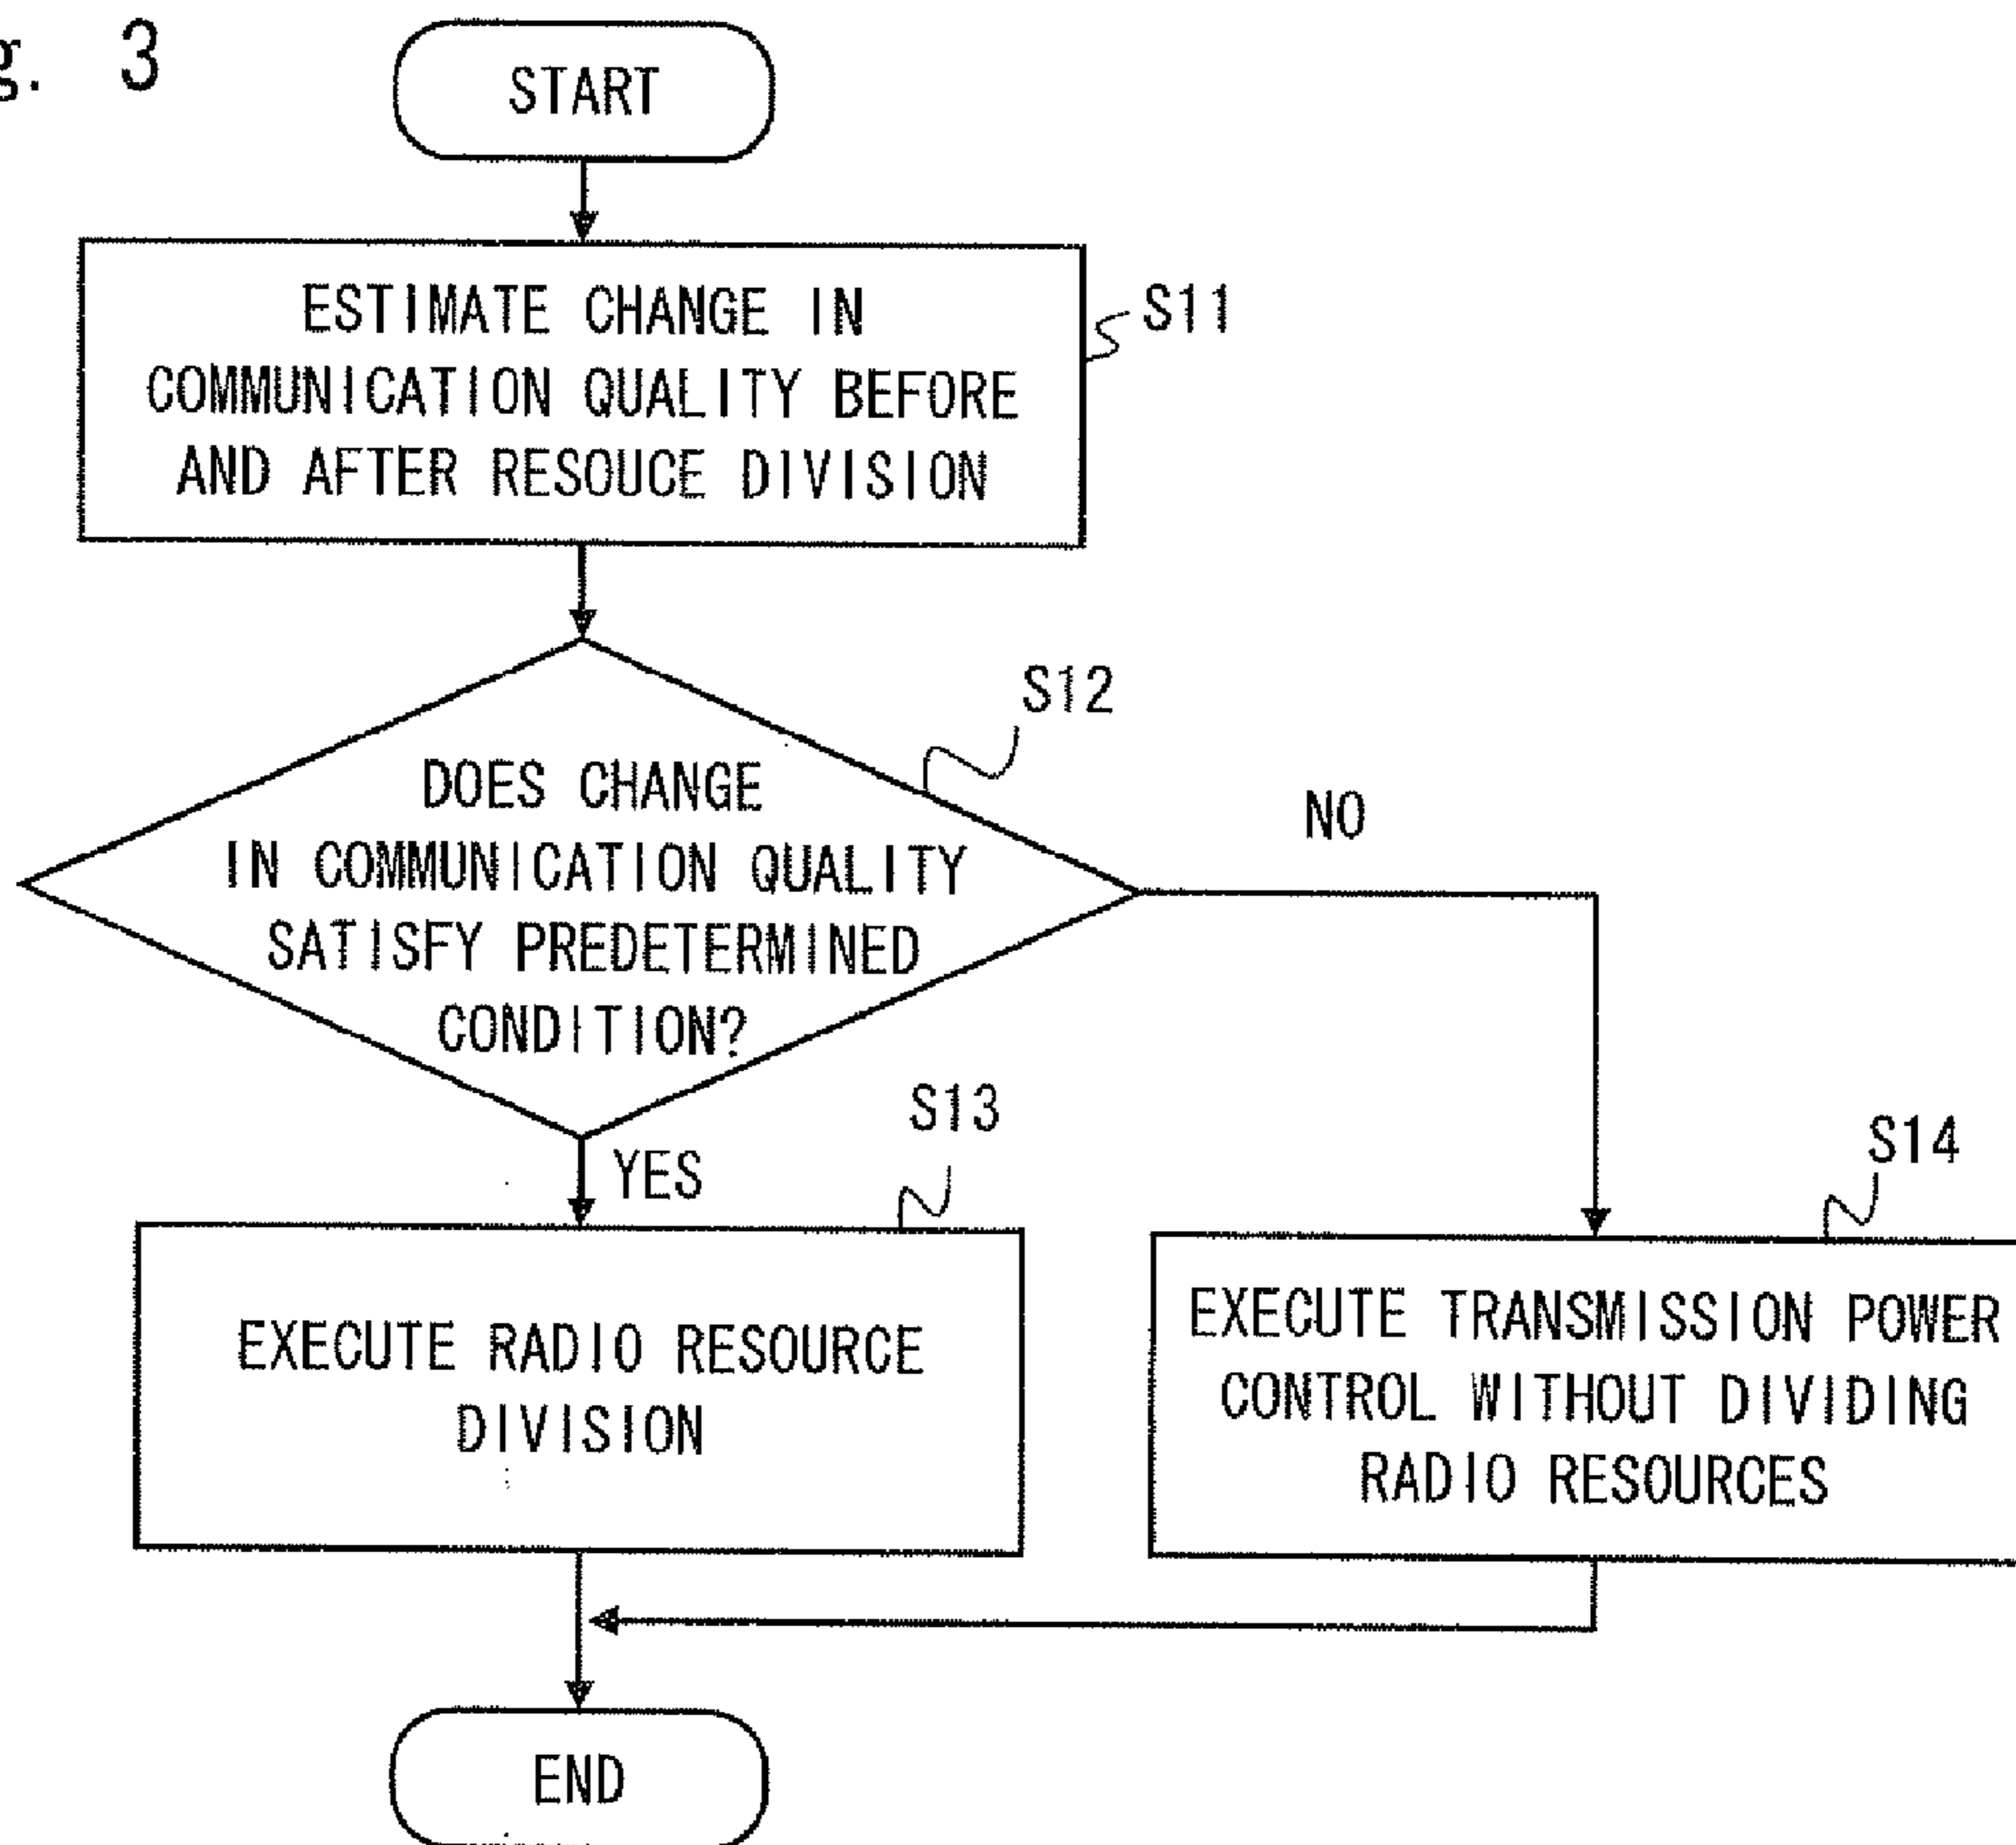 g. 3
START
ESTIMATE CHANGE IN
COMMUNICATION QUALITY BEFORE
AND AFTER RESOUCE DIVISION
S11
S12
DOES CHANGE
IN COMMUNICATION QUALITY
SATISFY PREDETERMINED
CONDITION?
NO
YES
S13
S14
EXECUTE RADIO RESOURCE
DIVISION
EXECUTE TRANSMISSION POWER
CONTROL WITHOUT DIVIDING
RADIO RESOURCES
END